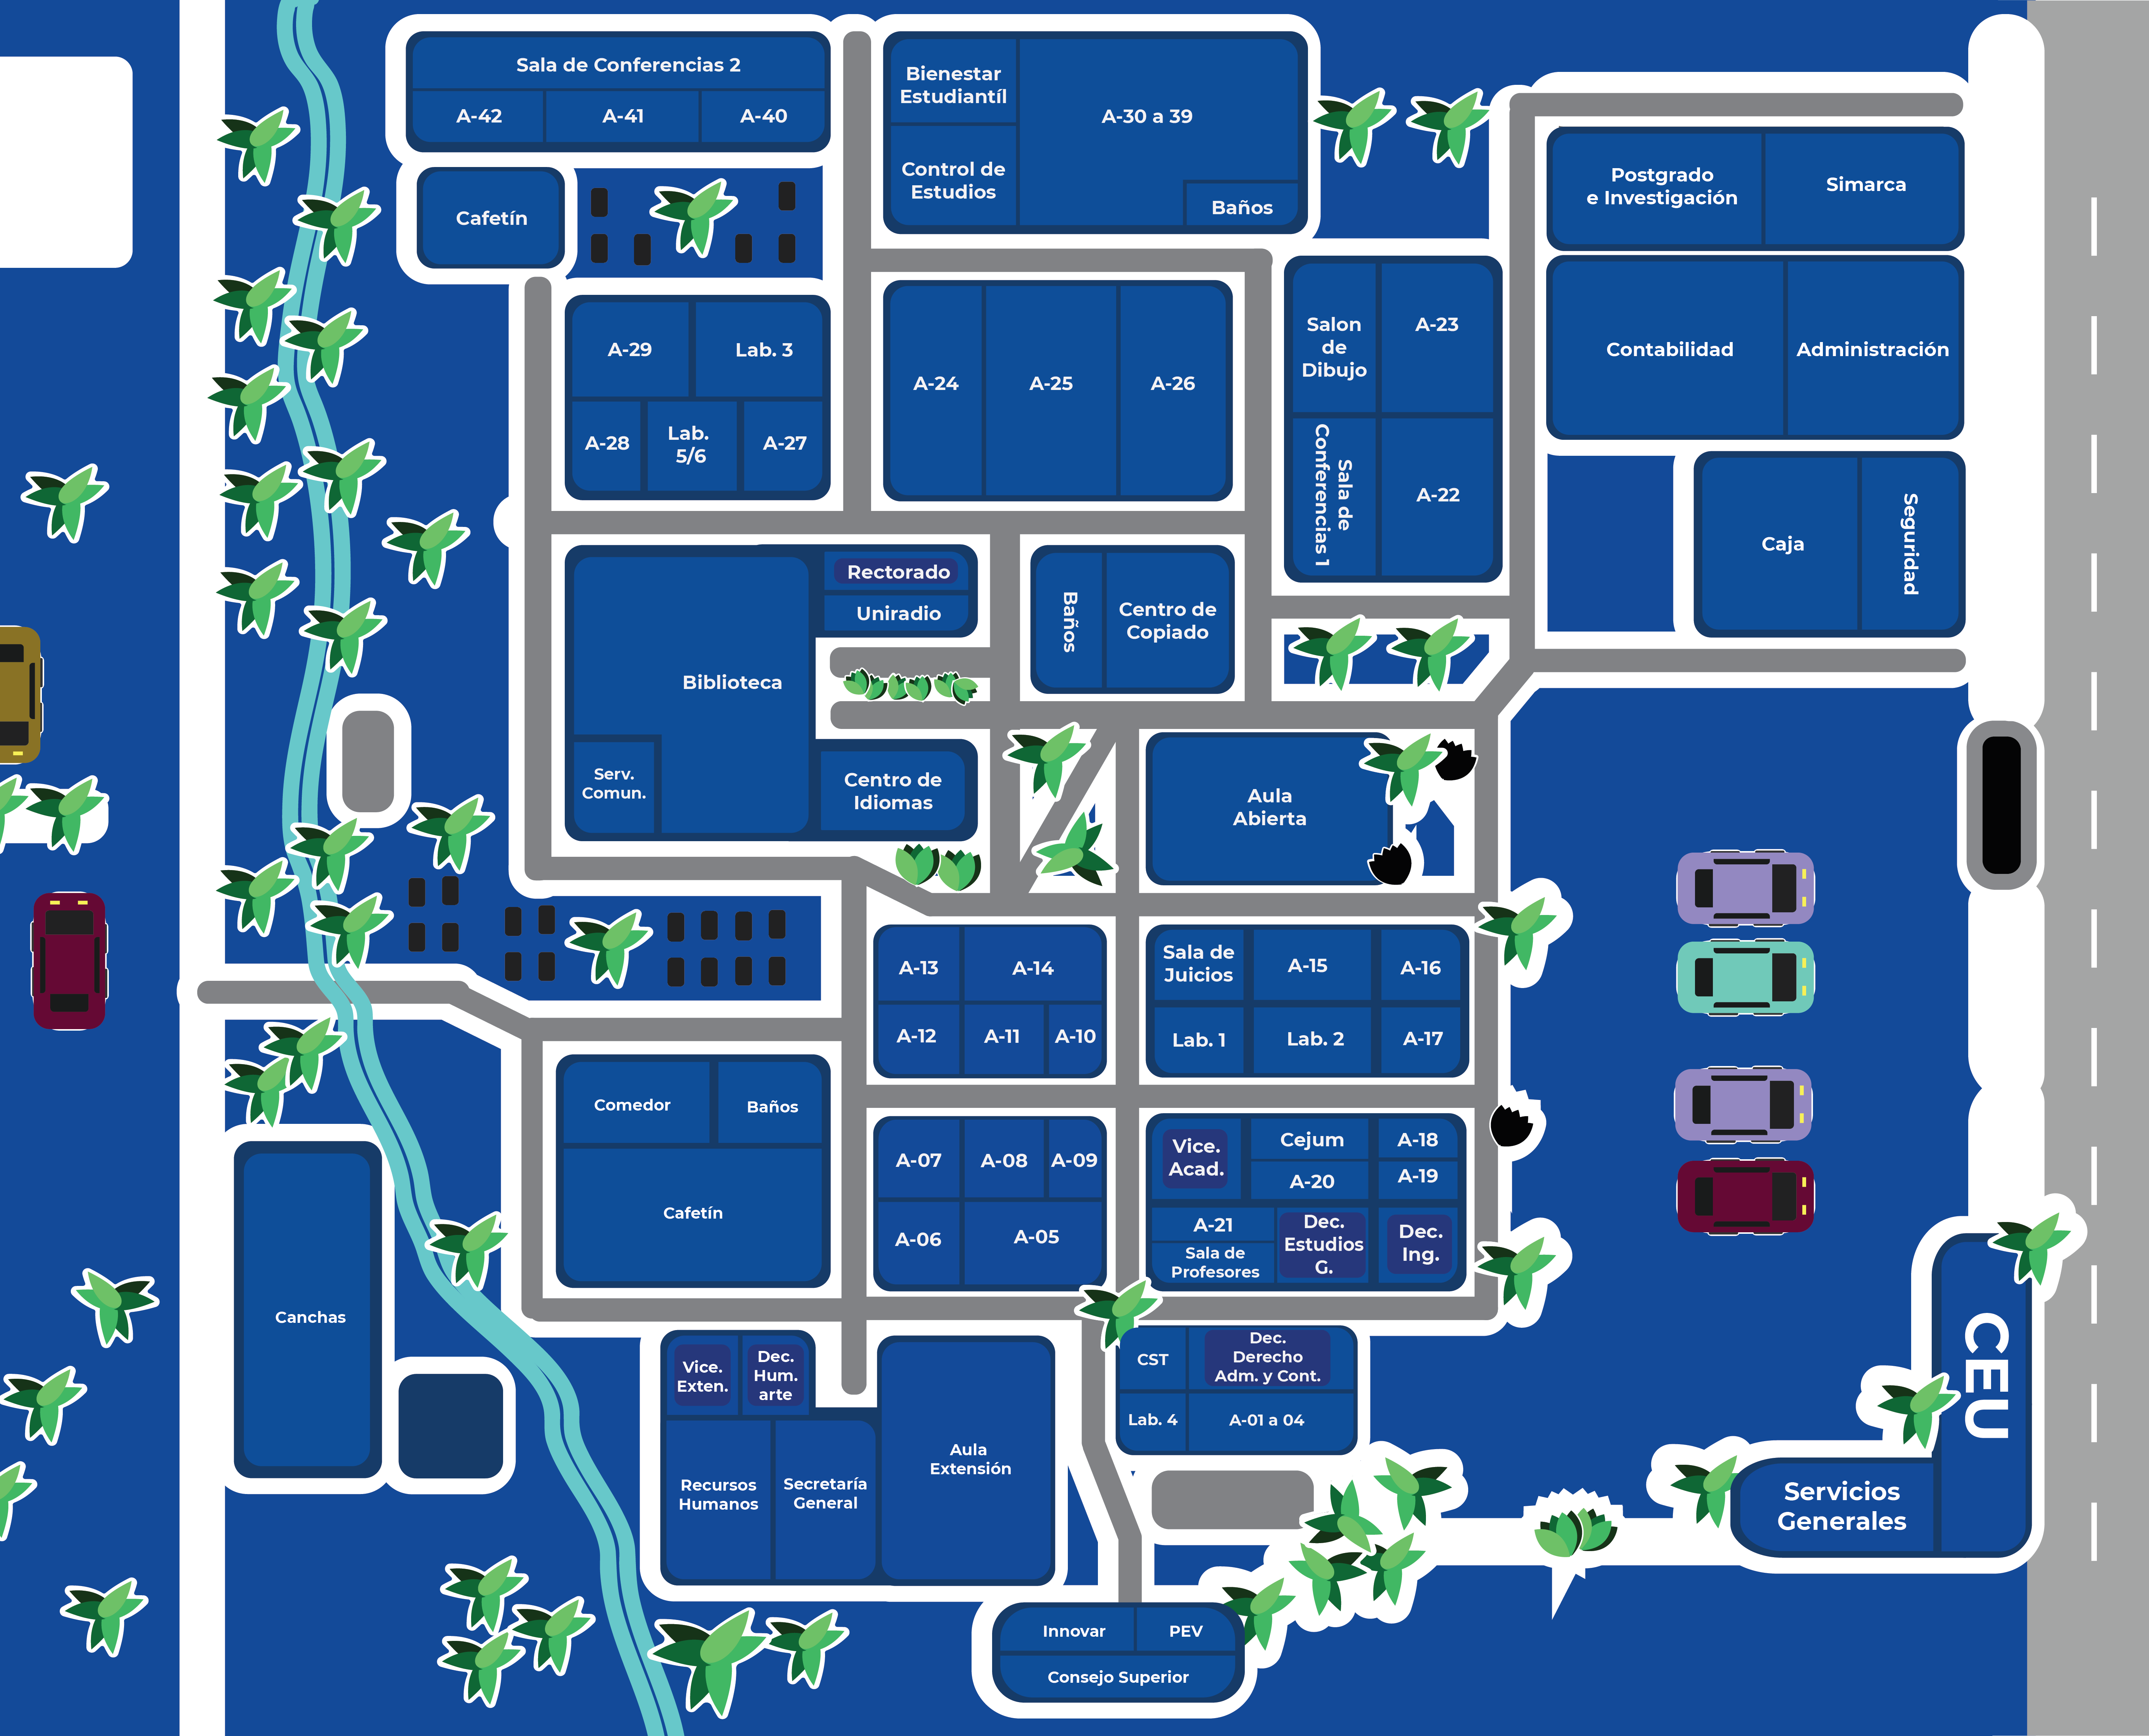 Sala de Conferencias 2
A-42
A-41
A-40
Bienestar
Estudiantíl
A-30 a 39
Control de
Estudios
Baños
Cafetín
Postgrado
e Investigación
Simarca
Contabilidad
Administración
A-29
Lab. 3
A-28
Lab.
5/6
A-27
A-24
A-25
A-26
Salon
de
Dibujo
A-23
Sala de
Conferencias 1
A-22
Caja
Seguridad
Rectorado
Uniradio
Biblioteca
Serv.
Comun.
Centro de
Idiomas
Baños
Centro de
Copiado
Aula
Abierta
A-13
A-14
A-12
A-11
A-10
Sala de
Juicios
A-15
A-16
Lab. 1
Lab. 2
A-17
Comedor
Baños
Cafetín
A-07
A-08
A-09
A-06
A-05
Vice.
Acad.
Cejum
A-18
A-20
A-19
A-21
Sala de
Profesores
Dec.
Estudios
G.
Dec.
Ing.
Canchas
Vice.
Exten.
Dec.
Hum.
arte
Recursos
Humanos
Secretaría
General
Aula
Extensión
CST
Dec.
Derecho
Adm. y Cont.
Lab. 4
A-01 a 04
CEU
Servicios
Generales
Innovar
PEV
Consejo Superior